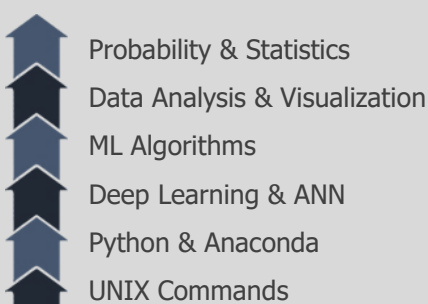 Probability & Statistics
Data Analysis & Visualization
ML Algorithms
Deep Learning & ANN
Python & Anaconda
UNIX Commands